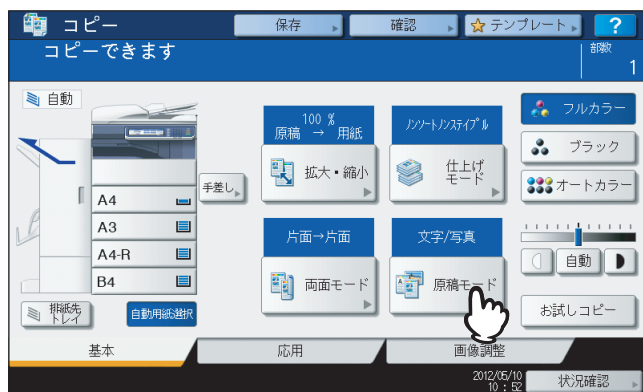 コピー
保存
確認
テンプレート
?
コピーできます
部数
1
自動
100 %
原稿 → 用紙
拡大・縮小
ノンソートノンステイプル
仕上げ
モード
フルカラー
ブラック
オートカラー
手差し
A4
A3
A4-R
B4
片面→片面
両面モード
文字/写真
原稿モード
自動
排紙先
トレイ
自動用紙選択
お試しコピー
基本
応用
画像調整
2012/05/10
10 : 52
状況確認